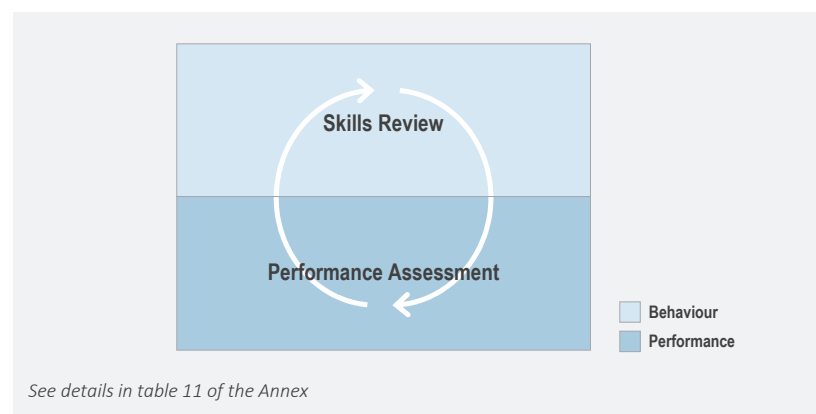 Skills Review
Performance Assessment
Behaviour
Performance
See details in table 11 of the Annex